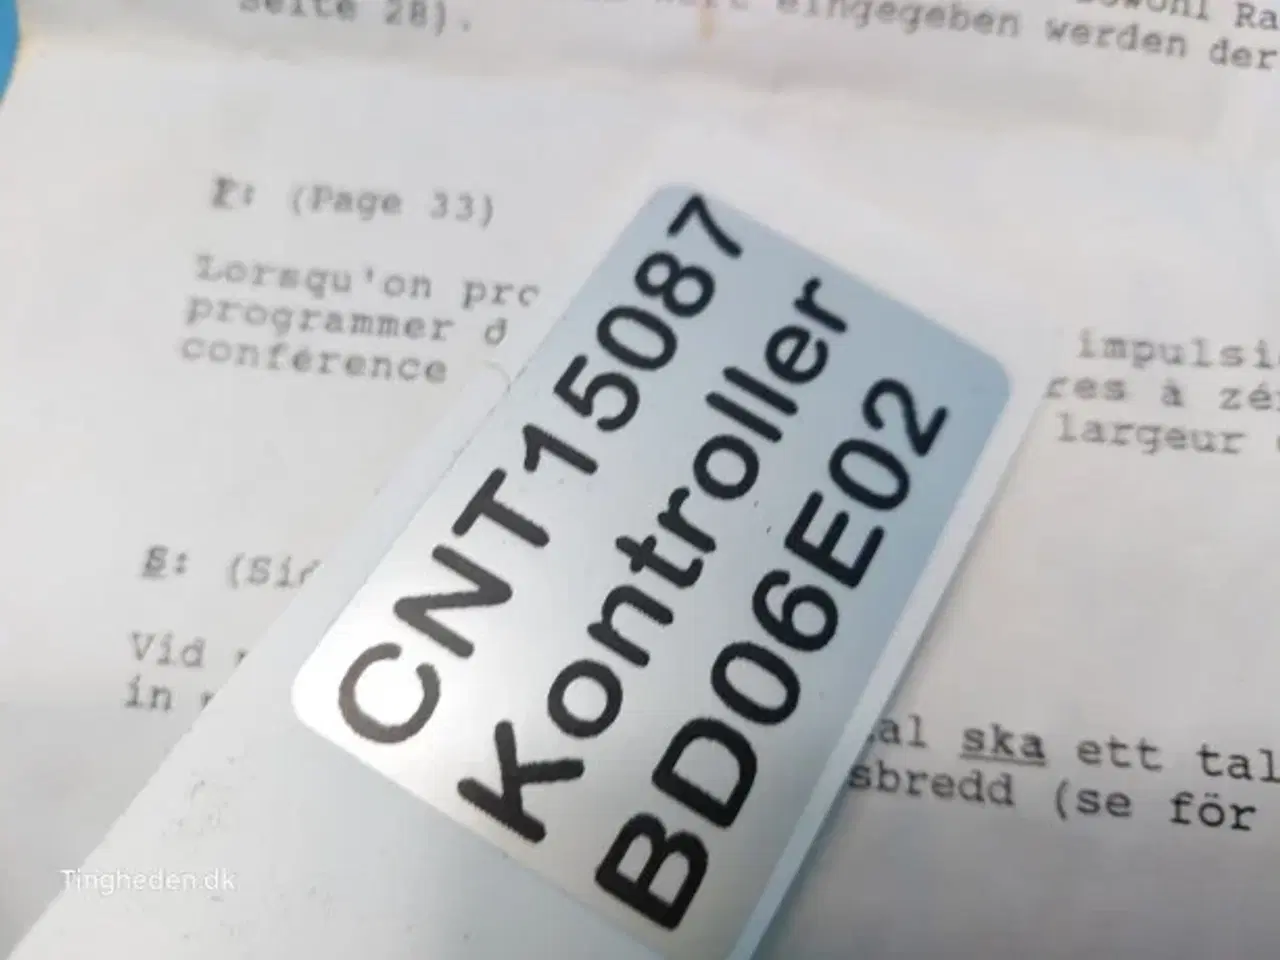 Seite 28).
eingegeben werden der
F: (Page 33)
Lorsqu'on
programmer
conférence
impulsi
res à zé
largeur
S: (Sid
Vid
in
al ska ett tal
sbredd (se för
CNT15087
Kontroller
BD06E02
Tingheden.dk